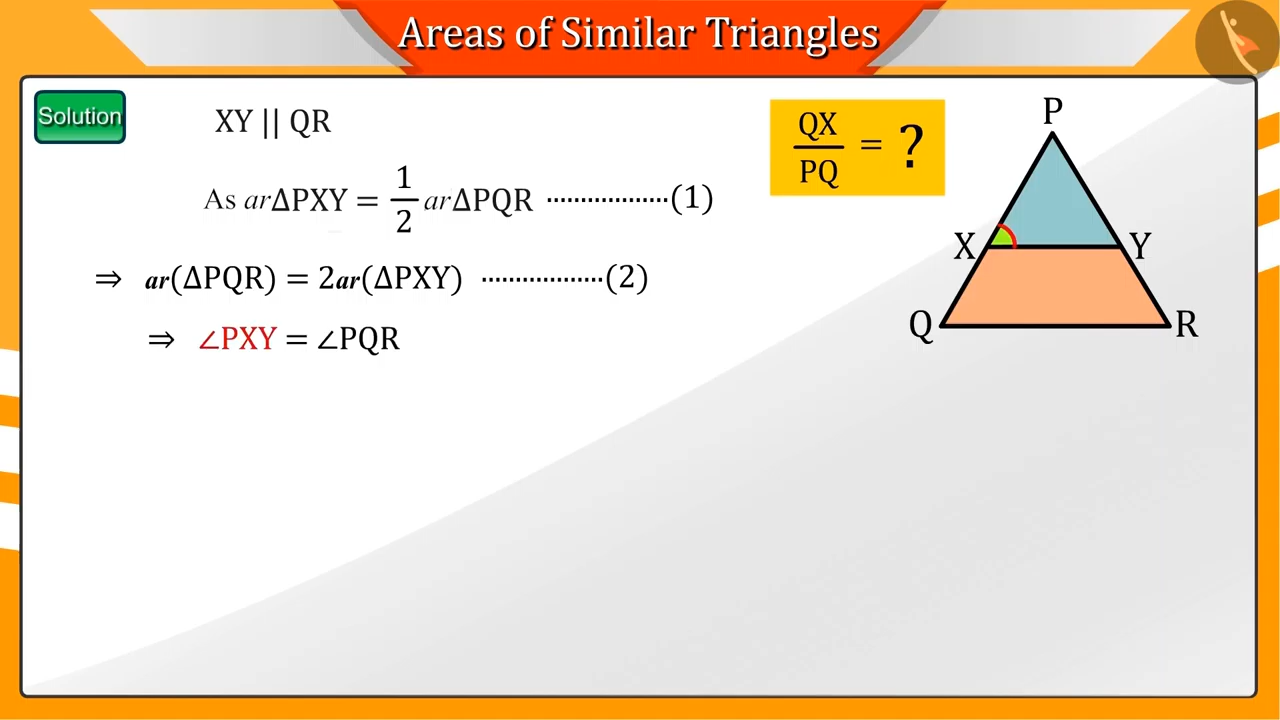 Areas of Similar Triangles
Solution
XY || QR
As arΔPXY = 1/2 arΔPQR ..................(1)
⇒ ar(ΔPQR) = 2ar(ΔPXY) ..................(2)
⇒ ∠PXY = ∠PQR
QX/PQ = ?
P
X Y
Q R